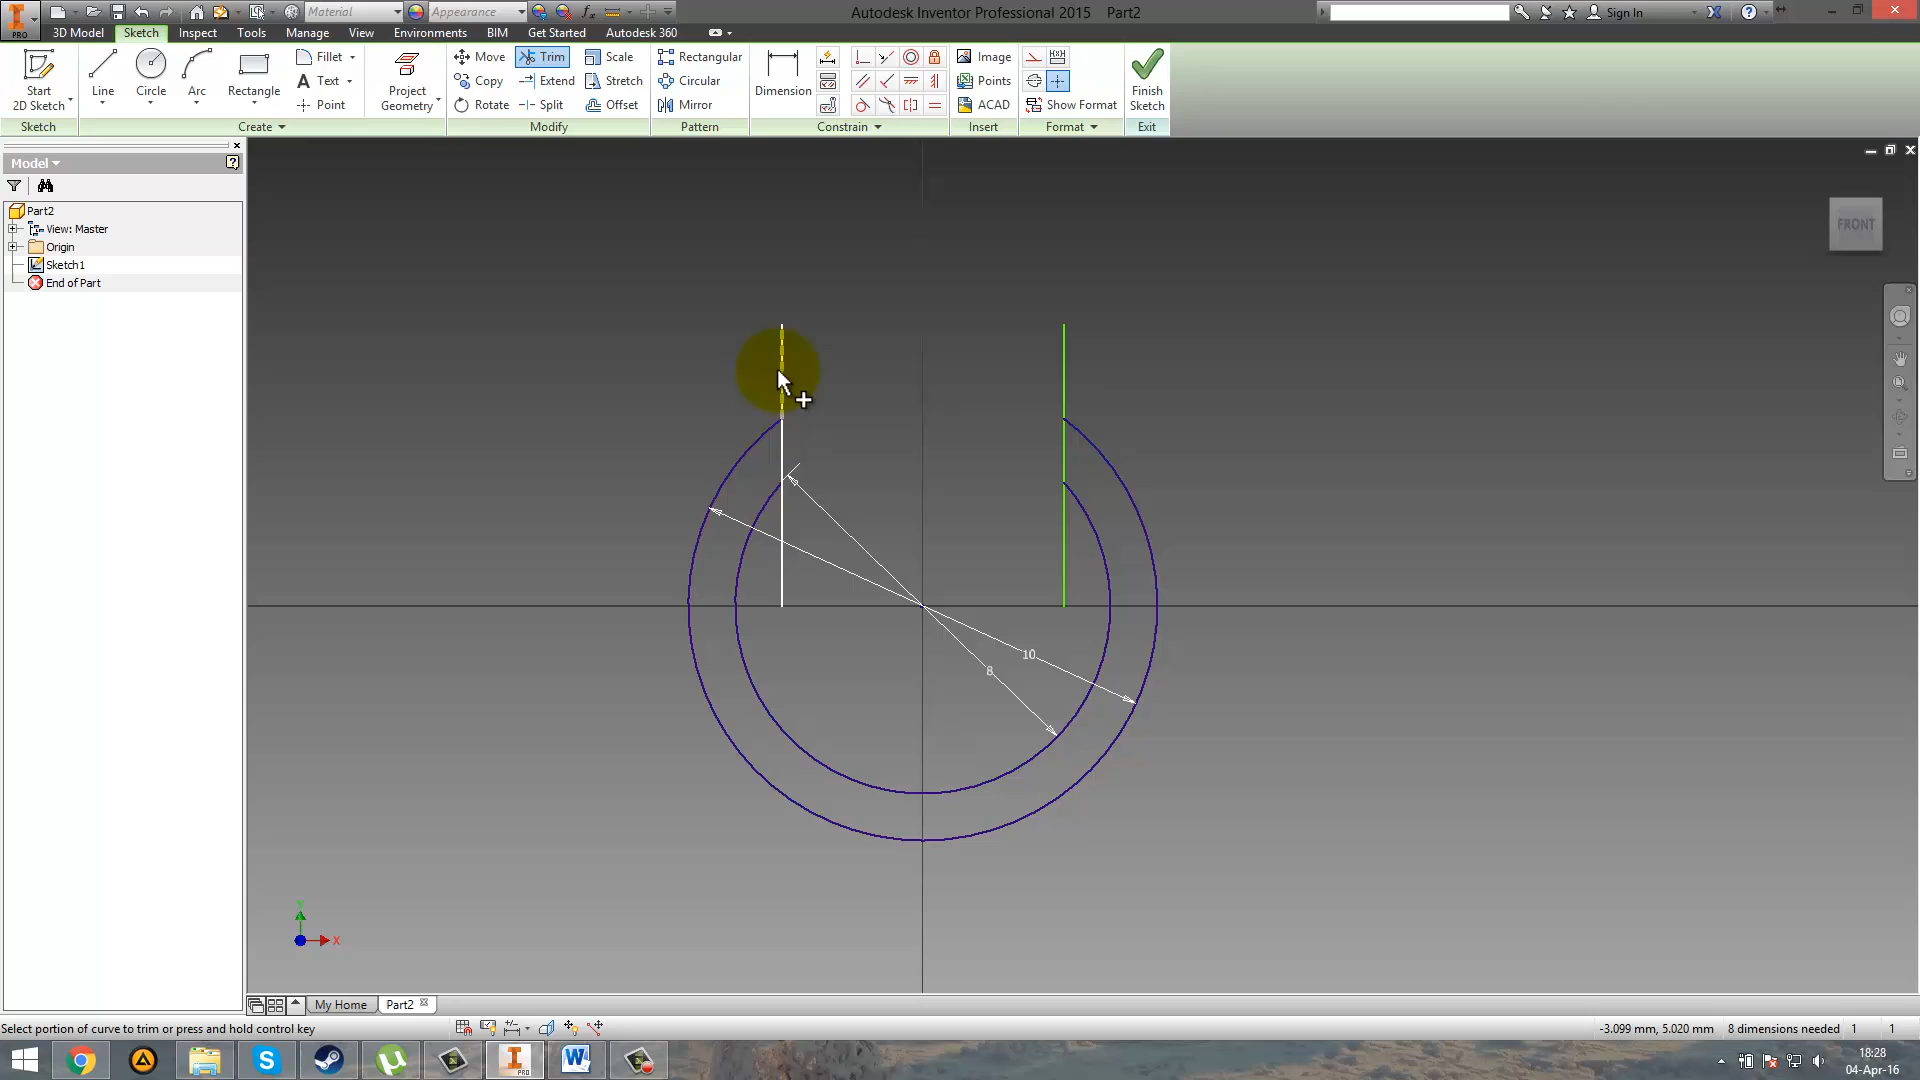 Material
Appearance
Autodesk Inventor Professional 2015 Part2
Sign In
PRO
3D Model
Sketch
Inspect
Tools
Manage
View
Environments
BIM
Get Started
Autodesk 360
Start
2D Sketch
Line
Circle
Arc
Rectangle
Fillet
Text
Point
Project
Geometry
Move
Copy
Rotate
Trim
Extend
Split
Scale
Stretch
Offset
Rectangular
Circular
Mirror
Dimension
Image
Points
ACAD
Show Format
Finish
Sketch
Sketch
Create
Modify
Pattern
Constrain
Insert
Format
Exit
Model
Part2
View: Master
Origin
Sketch1
End of Part
FRONT
10
8
Y
X
My Home
Part2
Select portion of curve to trim or press and hold control key
-3.099 mm, 5.020 mm
8 dimensions needed
1
1
18:28
04-Apr-16